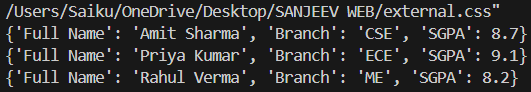 /Users/Saiku/OneDrive/Desktop/SANJEEV WEB/external.css"
{'Full Name': 'Amit Sharma', 'Branch': 'CSE', 'SGPA': 8.7}
{'Full Name': 'Priya Kumar', 'Branch': 'ECE', 'SGPA': 9.1}
{'Full Name': 'Rahul Verma', 'Branch': 'ME', 'SGPA': 8.2}